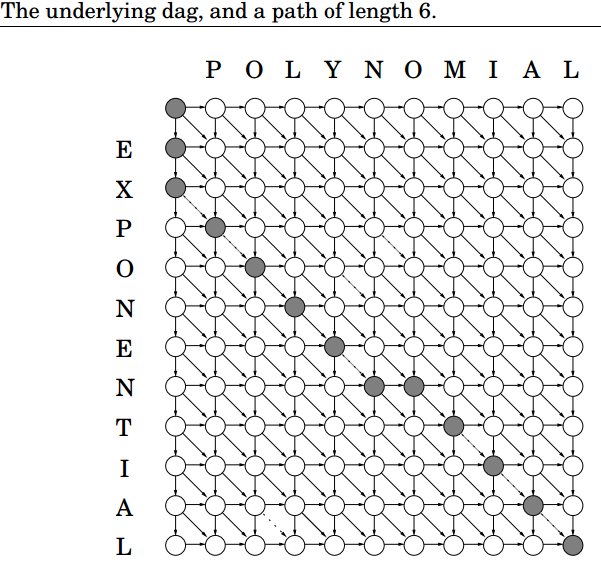 The underlying dag, and a path of length 6.
P O L Y N O M I A L
E
X
P
O
N
E
N
T
I
A
L